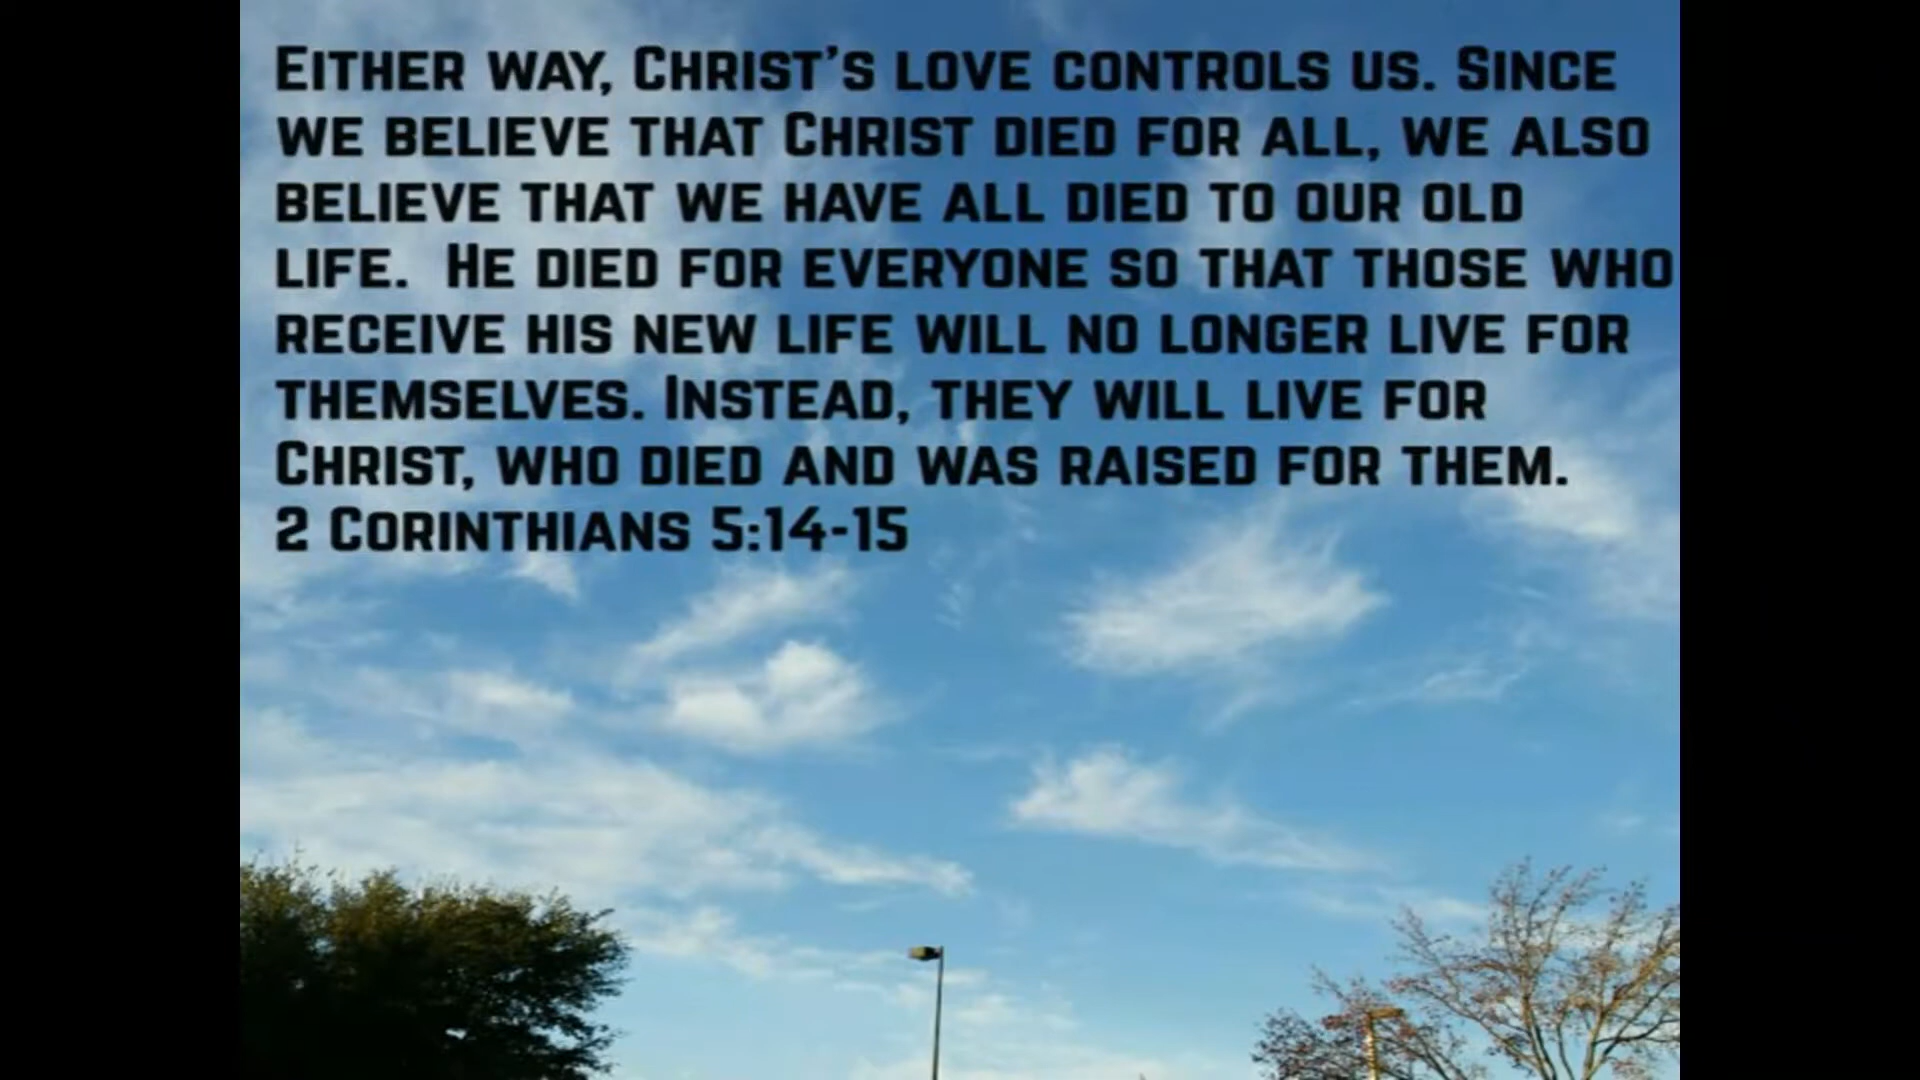 Either way, Christ's love controls us. Since
we believe that Christ died for all, we also
believe that we have all died to our old
life.  He died for everyone so that those who
receive his new life will no longer live for
themselves. Instead, they will live for
Christ, who died and was raised for them.
2 Corinthians 5:14-15